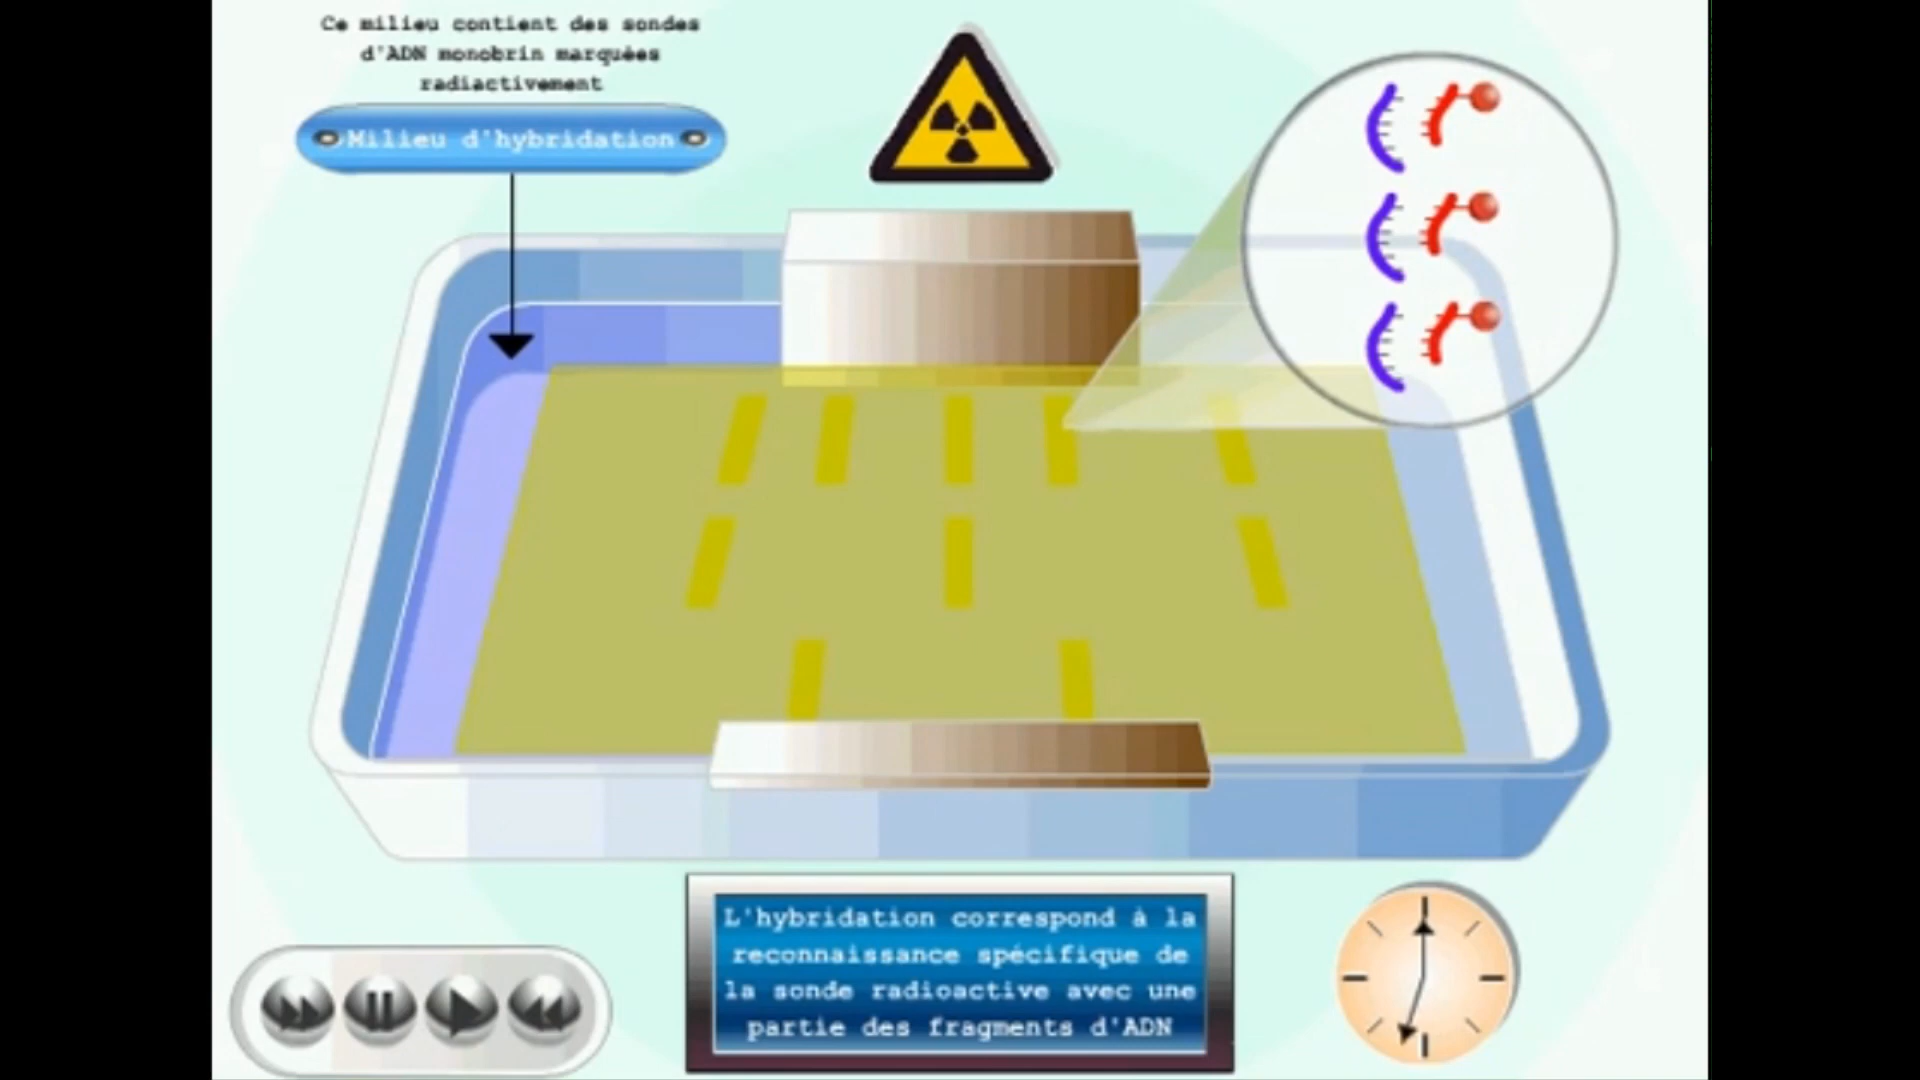 Ce milieu contient des sondes
d'ADN monobrin marquées
radiactivement
Milieu d'hybridation
L'hybridation correspond à la
reconnaissance spécifique de
la sonde radioactive avec une
partie des fragments d'ADN